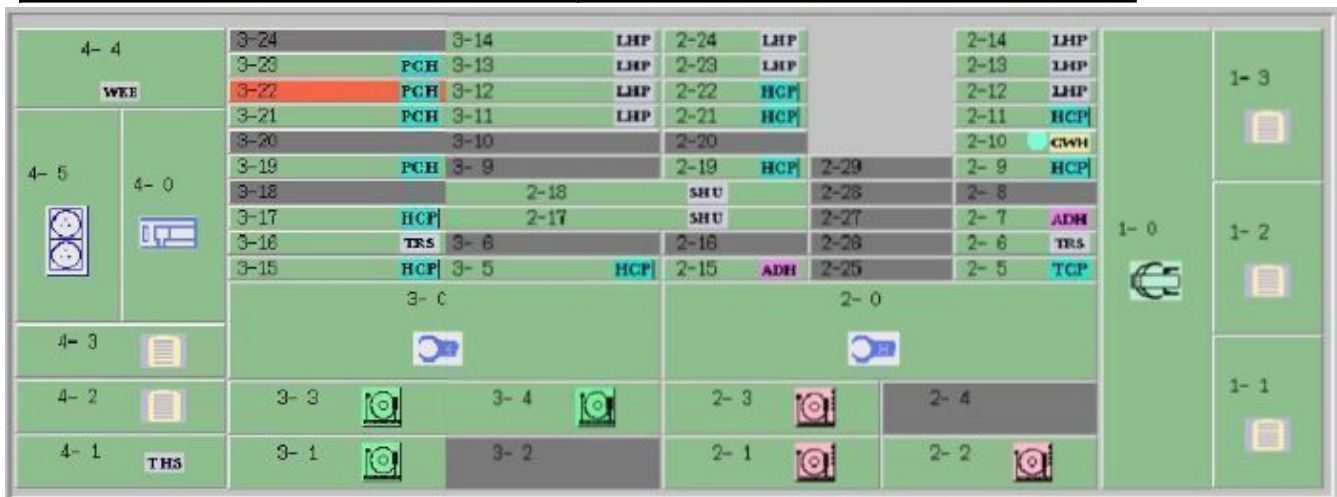 4- 4
WEE
4- 5
4- 0
4- 3
4- 2
4- 1 THS
3-24 3-14 LHP 2-24 LHP 2-14 LHP
3-23 PCH 3-13 LHP 2-23 LHP 2-13 LHP
3-22 PCH 3-12 LHP 2-22 HCP 2-12 LHP
3-21 PCH 3-11 LHP 2-21 HCP 2-11 HCP
3-20 3-10 2-20 2-10 CWH
3-19 PCH 3- 9 2-19 HCP 2-29 2- 9 HCP
3-18 2-18 SHU 2-28 2- 8
3-17 HCP 2-17 SHU 2-27 2- 7 ADH
3-16 TRS 3- 6 2-16 2-26 2- 6 TRS
3-15 HCP 3- 5 HCP 2-15 ADH 2-25 2- 5 TCP
3- 0 2- 0
3- 3 3- 4 2- 3 2- 4
3- 1 3- 2 2- 1 2- 2
1- 0
1- 3
1- 2
1- 1